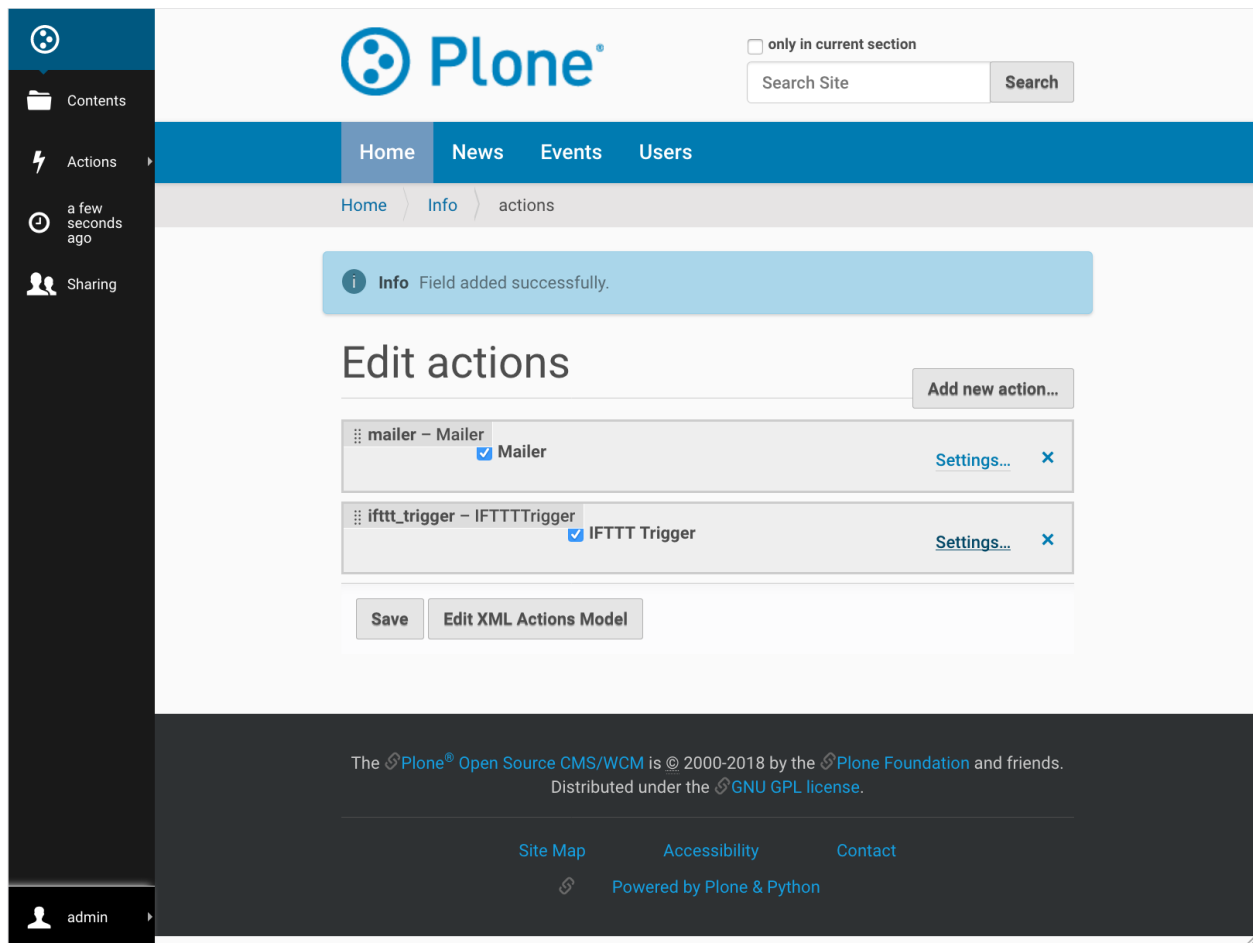 Contents
Actions
a few
seconds
ago
Sharing
admin
Plone®
only in current section
Search Site
Search
Home News Events Users
Home Info actions
i Info Field added successfully.
Edit actions
Add new action...
mailer – Mailer
Mailer
Settings...
ifttt_trigger – IFTTTTrigger
IFTTT Trigger
Settings...
Save Edit XML Actions Model
The Plone® Open Source CMS/WCM is © 2000-2018 by the Plone Foundation and friends.
Distributed under the GNU GPL license.
Site Map Accessibility Contact
Powered by Plone & Python